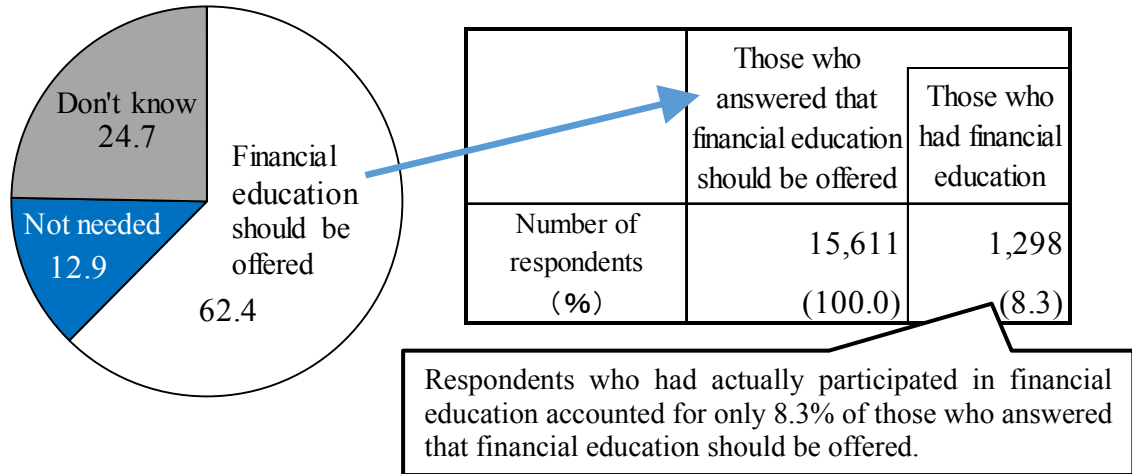 Don't know
24.7
Not needed
12.9
Financial
education
should be
offered
62.4
Those who
answered that
financial education
should be offered
Those who
had financial
education
Number of
respondents
（%）
15,611
(100.0)
1,298
(8.3)
Respondents who had actually participated in financial
education accounted for only 8.3% of those who answered
that financial education should be offered.